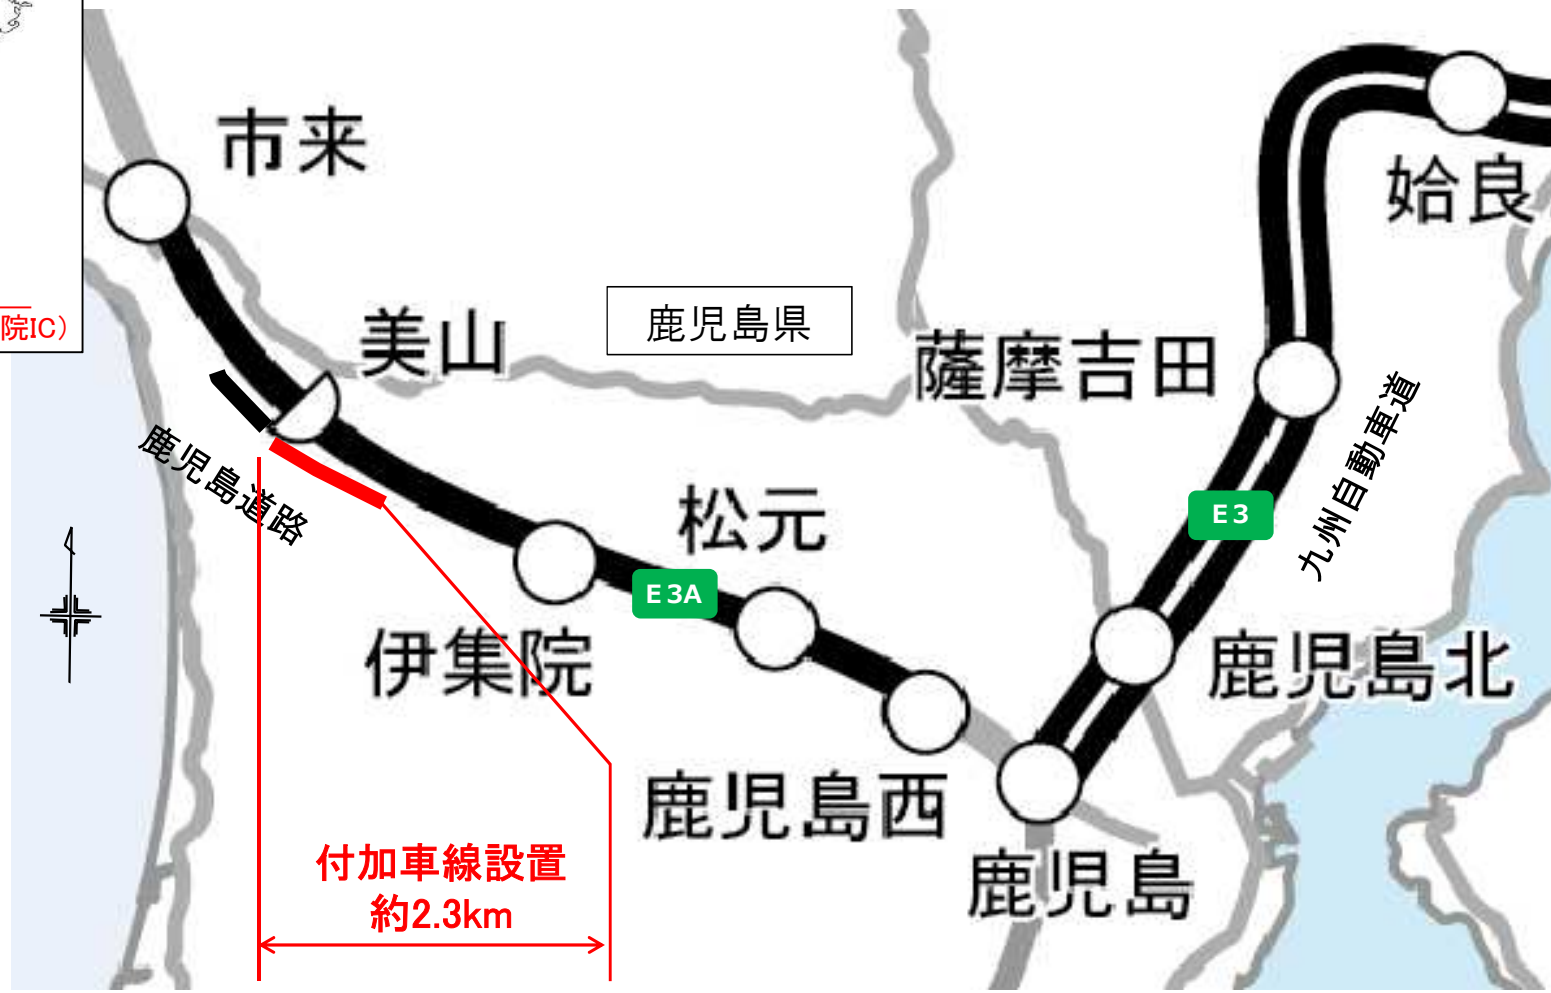 市来
院IC）
美山
鹿児島県
薩摩吉田
姶良
鹿児島道路
九州自動車道
E3
松元
E3A
伊集院
鹿児島北
鹿児島西
鹿児島
付加車線設置
約2.3km